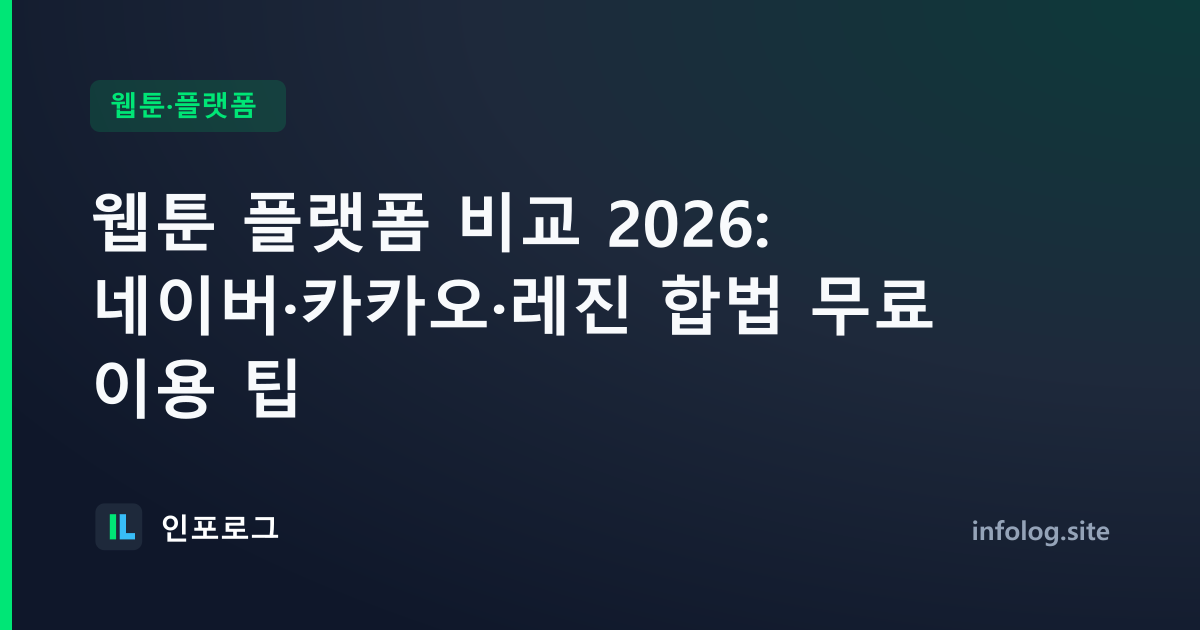 웹툰·플랫폼
웹툰 플랫폼 비교 2026:
네이버·카카오·레진 합법 무료
이용 팁
IL 인포로그
infolog.site